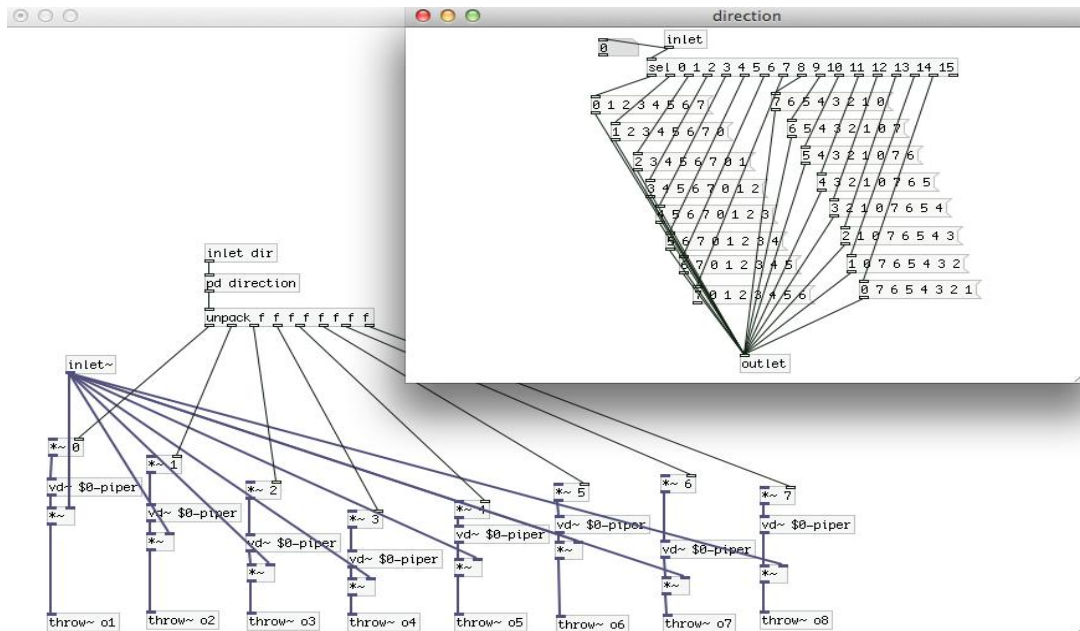 direction
inlet
0
sel 0 1 2 3 4 5 6 7 8 9 10 11 12 13 14 15
0 1 2 3 4 5 6 7
7 6 5 4 3 2 1 0
1 2 3 4 5 6 7 0
6 5 4 3 2 1 0 7
2 3 4 5 6 7 0 1
5 4 3 2 1 0 7 6
3 4 5 6 7 0 1 2
4 3 2 1 0 7 6 5
4 5 6 7 0 1 2 3
3 2 1 0 7 6 5 4
5 6 7 0 1 2 3 4
2 1 0 7 6 5 4 3
6 7 0 1 2 3 4 5
1 0 7 6 5 4 3 2
7 0 1 2 3 4 5 6
0 7 6 5 4 3 2 1
outlet
inlet dir
pd direction
unpack f f f f f f f f
inlet~
*~ 0
*~ 1
*~ 2
*~ 3
*~ 4
*~ 5
*~ 6
*~ 7
vd~ $0-piper
vd~ $0-piper
vd~ $0-piper
vd~ $0-piper
vd~ $0-piper
vd~ $0-piper
vd~ $0-piper
vd~ $0-piper
*~
*~
*~
*~
*~
*~
*~
*~
throw~ o1
throw~ o2
throw~ o3
throw~ o4
throw~ o5
throw~ o6
throw~ o7
throw~ o8